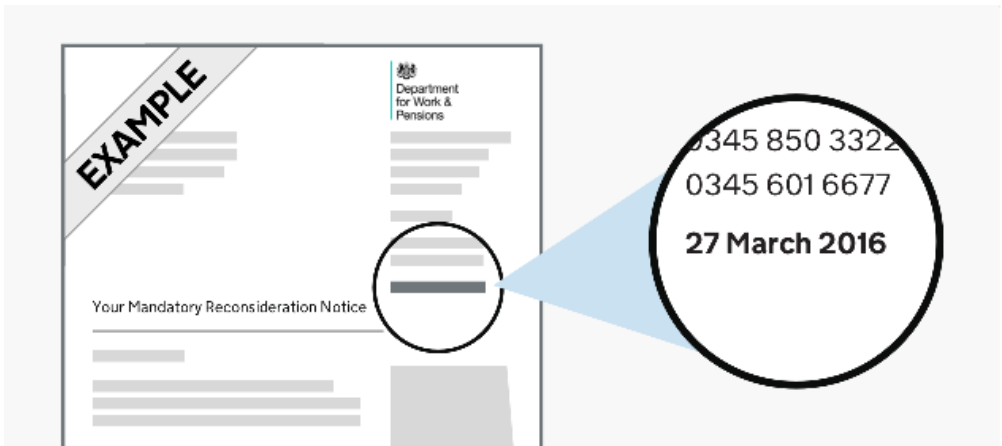 EXAMPLE
Department
for Work &
Pensions
Your Mandatory Reconsideration Notice
0345 850 3322
0345 601 6677
27 March 2016